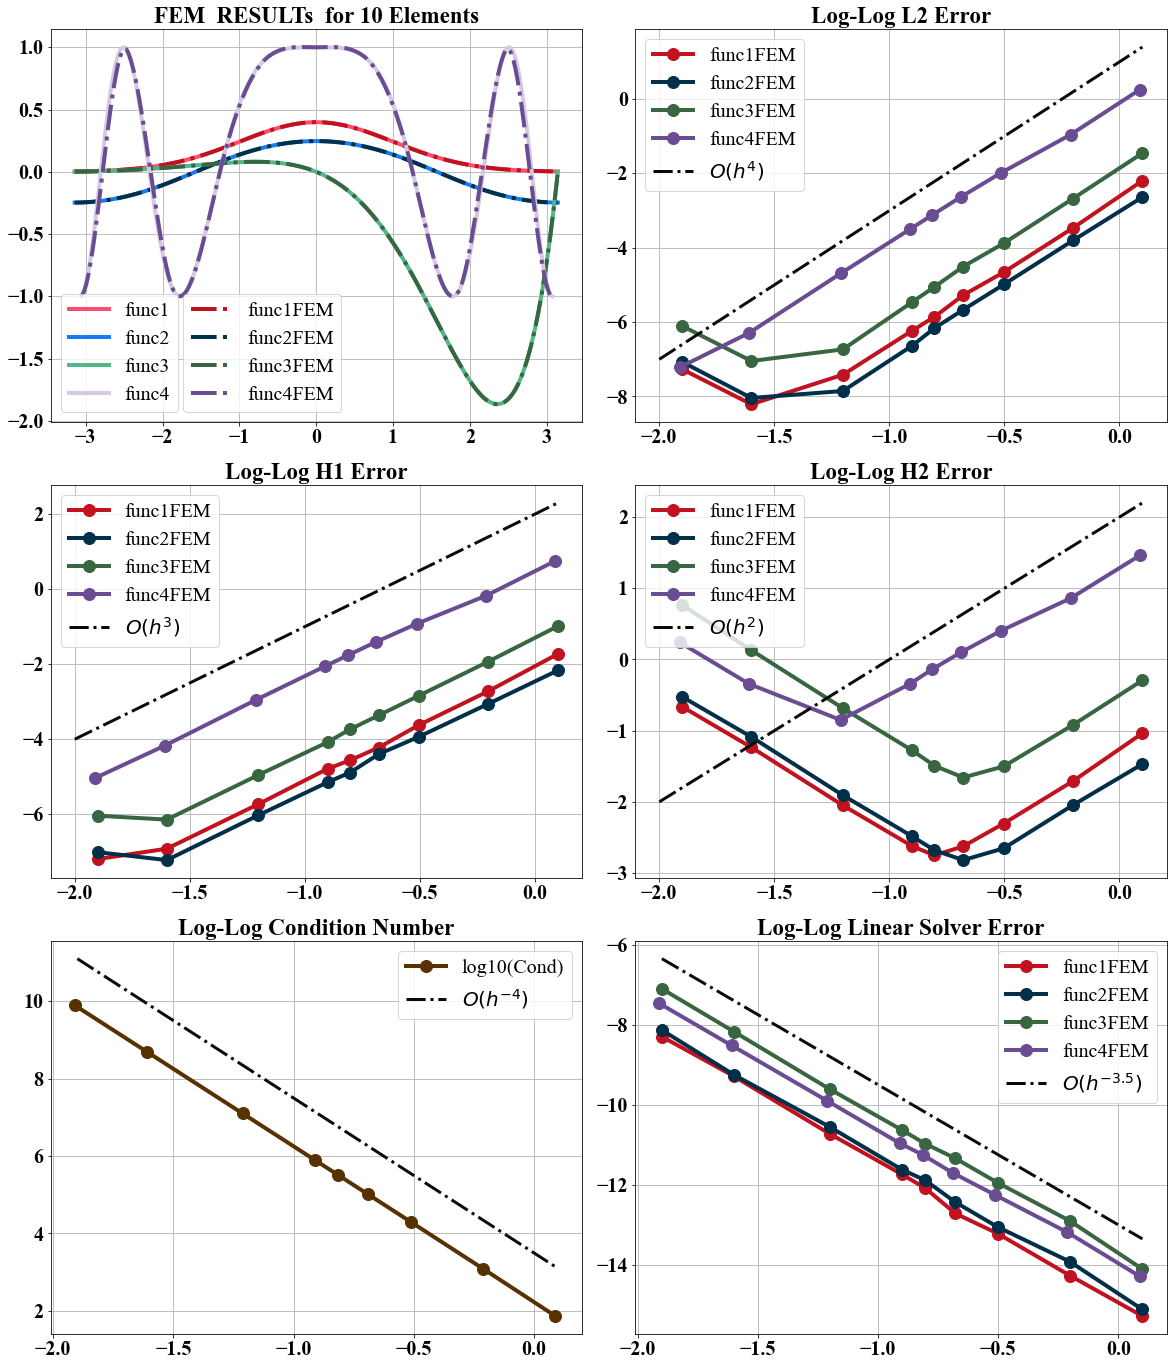 FEM  RESULTs  for 10 Elements
1.0
0.5
0.0
−0.5
−1.0
−1.5
−2.0
func1 func1FEM
func2 func2FEM
func3 func3FEM
func4 func4FEM
−3 −2 −1 0 1 2 3
Log-Log L2 Error
func1FEM
func2FEM
func3FEM
func4FEM
O(h⁴)
0
−2
−4
−6
−8
−2.0 −1.5 −1.0 −0.5 0.0
Log-Log H1 Error
func1FEM
func2FEM
func3FEM
func4FEM
O(h³)
2
0
−2
−4
−6
−2.0 −1.5 −1.0 −0.5 0.0
Log-Log H2 Error
func1FEM
func2FEM
func3FEM
func4FEM
O(h²)
2
1
0
−1
−2
−3
−2.0 −1.5 −1.0 −0.5 0.0
Log-Log Condition Number
log10(Cond)
O(h⁻⁴)
10
8
6
4
2
−2.0 −1.5 −1.0 −0.5 0.0
Log-Log Linear Solver Error
func1FEM
func2FEM
func3FEM
func4FEM
O(h^−3.5)
−6
−8
−10
−12
−14
−2.0 −1.5 −1.0 −0.5 0.0